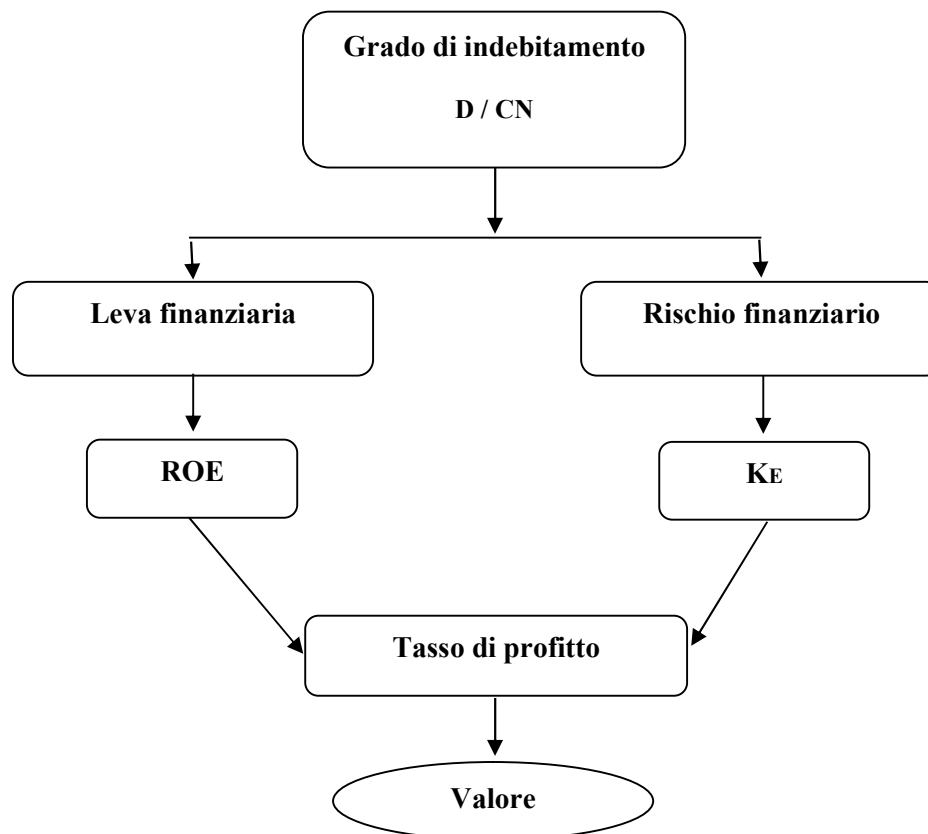 Grado di indebitamento
D / CN
Leva finanziaria
Rischio finanziario
ROE
KE
Tasso di profitto
Valore